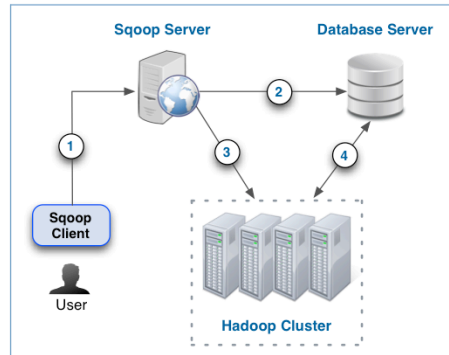 Sqoop Server
Database Server
2
1
3
4
Sqoop
Client
User
Hadoop Cluster